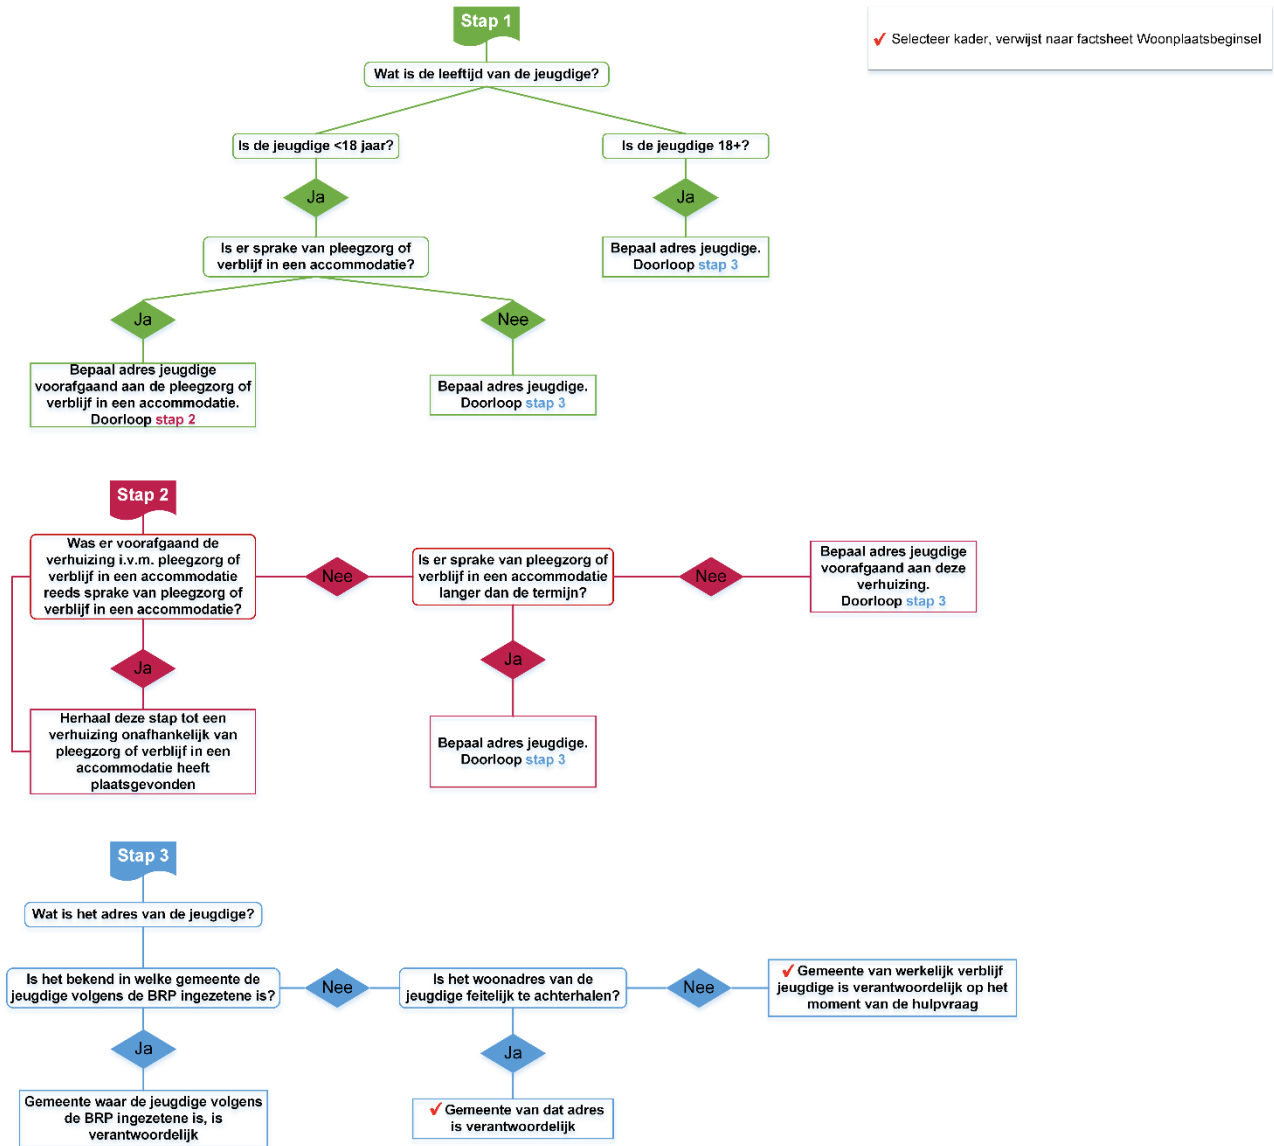 Stap 1
✓ Selecteer kader, verwijst naar factsheet Woonplaatsbeginsel
Wat is de leeftijd van de jeugdige?
Is de jeugdige <18 jaar?
Is de jeugdige 18+?
Ja
Ja
Is er sprake van pleegzorg of
verblijf in een accommodatie?
Bepaal adres jeugdige.
Doorloop stap 3
Ja
Nee
Bepaal adres jeugdige
voorafgaand aan de pleegzorg of
verblijf in een accommodatie.
Doorloop stap 2
Bepaal adres jeugdige.
Doorloop stap 3
Stap 2
Was er voorafgaand de
verhuizing i.v.m. pleegzorg of
verblijf in een accommodatie
reeds sprake van pleegzorg of
verblijf in een accommodatie?
Nee
Is er sprake van pleegzorg of
verblijf in een accommodatie
langer dan de termijn?
Nee
Bepaal adres jeugdige
voorafgaand aan deze
verhuizing.
Doorloop stap 3
Ja
Ja
Herhaal deze stap tot een
verhuizing onafhankelijk van
pleegzorg of verblijf in een
accommodatie heeft
plaatsgevonden
Bepaal adres jeugdige.
Doorloop stap 3
Stap 3
Wat is het adres van de jeugdige?
Is het bekend in welke gemeente de
jeugdige volgens de BRP ingezetene is?
Nee
Is het woonadres van de
jeugdige feitelijk te achterhalen?
Nee
✓ Gemeente van werkelijk verblijf
jeugdige is verantwoordelijk op het
moment van de hulpvraag
Ja
Ja
Gemeente waar de jeugdige volgens
de BRP ingezetene is, is
verantwoordelijk
✓ Gemeente van dat adres
is verantwoordelijk